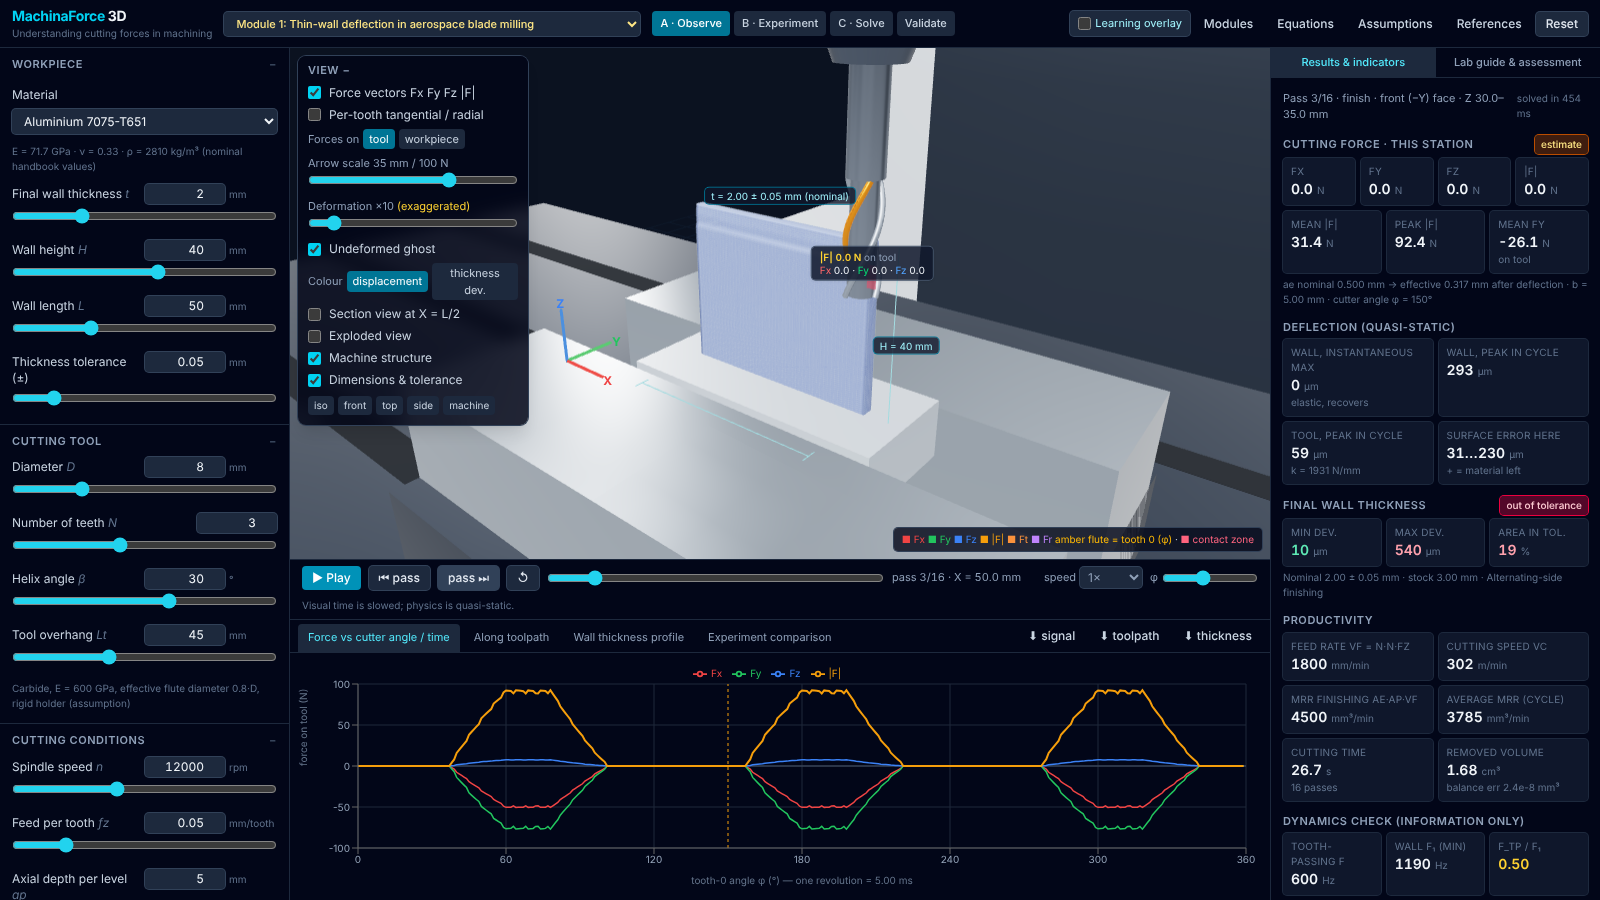 MachinaForce 3D
Understanding cutting forces in machining
Module 1: Thin-wall deflection in aerospace blade milling
A · Observe
B · Experiment
C · Solve
Validate
Learning overlay
Modules
Equations
Assumptions
References
Reset
WORKPIECE –
Material
Aluminium 7075-T651
E = 71.7 GPa · ν = 0.33 · ρ = 2810 kg/m³ (nominal
handbook values)
Final wall thickness t 2 mm
Wall height H 40 mm
Wall length L 50 mm
Thickness tolerance
(±) 0.05 mm
CUTTING TOOL –
Diameter D 8 mm
Number of teeth N 3
Helix angle β 30 °
Tool overhang Lt 45 mm
Carbide, E = 600 GPa, effective flute diameter 0.8·D,
rigid holder (assumption)
CUTTING CONDITIONS –
Spindle speed n 12000 rpm
Feed per tooth fz 0.05 mm/tooth
Axial depth per level
ap 5 mm
VIEW –
Force vectors Fx Fy Fz |F|
Per-tooth tangential / radial
Forces on tool workpiece
Arrow scale 35 mm / 100 N
Deformation ×10 (exaggerated)
Undeformed ghost
Colour displacement thickness
dev.
Section view at X = L/2
Exploded view
Machine structure
Dimensions & tolerance
iso front top side machine
t = 2.00 ± 0.05 mm (nominal)
|F| 0.0 N on tool
Fx 0.0 · Fy 0.0 · Fz 0.0
H = 40 mm
Z
Y
X
Fx Fy Fz |F| Ft Fr amber flute = tooth 0 (φ) · contact zone
▶ Play
⏮ pass
pass ⏭
↺
pass 3/16 · X = 50.0 mm
speed 1×
φ
Visual time is slowed; physics is quasi-static.
Force vs cutter angle / time
Along toolpath
Wall thickness profile
Experiment comparison
⬇ signal
⬇ toolpath
⬇ thickness
Fx Fy Fz |F|
force on tool (N)
100
50
0
−50
−100
0 60 120 180 240 300 360
tooth-0 angle φ (°) — one revolution = 5.00 ms
Results & indicators
Lab guide & assessment
Pass 3/16 · finish · front (−Y) face · Z 30.0–
35.0 mm
solved in 454
ms
CUTTING FORCE · THIS STATION estimate
FX
0.0 N
FY
0.0 N
FZ
0.0 N
|F|
0.0 N
MEAN |F|
31.4 N
PEAK |F|
92.4 N
MEAN FY
-26.1 N
on tool
ae nominal 0.500 mm → effective 0.317 mm after deflection · b =
5.00 mm · cutter angle φ = 150°
DEFLECTION (QUASI-STATIC)
WALL, INSTANTANEOUS
MAX
0 μm
elastic, recovers
WALL, PEAK IN CYCLE
293 μm
TOOL, PEAK IN CYCLE
59 μm
k = 1931 N/mm
SURFACE ERROR HERE
31…230 μm
+ = material left
FINAL WALL THICKNESS out of tolerance
MIN DEV.
10 μm
MAX DEV.
540 μm
AREA IN TOL.
19 %
Nominal 2.00 ± 0.05 mm · stock 3.00 mm · Alternating-side
finishing
PRODUCTIVITY
FEED RATE VF = N·N·FZ
1800 mm/min
CUTTING SPEED VC
302 m/min
MRR FINISHING AE·AP·VF
4500 mm³/min
AVERAGE MRR (CYCLE)
3785 mm³/min
CUTTING TIME
26.7 s
16 passes
REMOVED VOLUME
1.68 cm³
balance err 2.4e-8 mm³
DYNAMICS CHECK (INFORMATION ONLY)
TOOTH-
PASSING F
600 Hz
WALL F₁ (MIN)
1190 Hz
F_TP / F₁
0.50